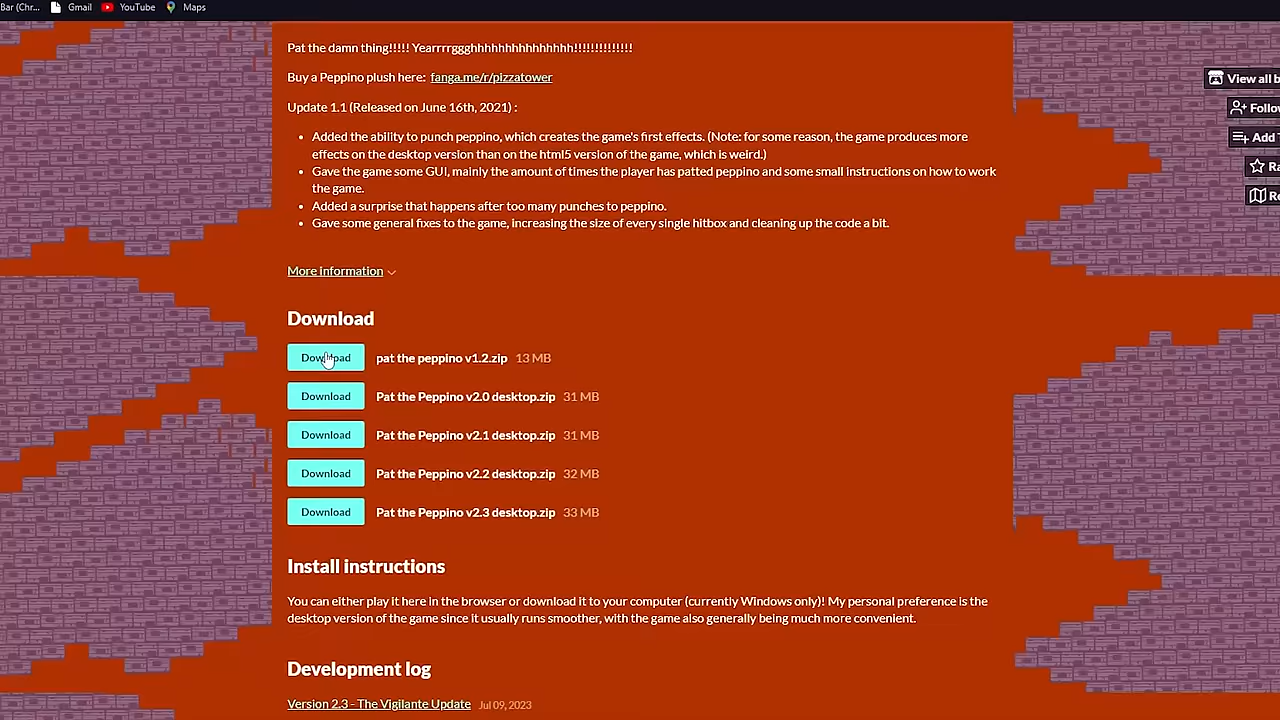 Bar (Chr... Gmail YouTube Maps
Pat the damn thing!!!!! Yearrrrggghhhhhhhhhhhhhhh!!!!!!!!!!!!!!
Buy a Peppino plush here: fanga.me/r/pizzatower
View all b
Update 1.1 (Released on June 16th, 2021) :
Follow
Added the ability to punch peppino, which creates the game's first effects. (Note: for some reason, the game produces more
effects on the desktop version than on the html5 version of the game, which is weird.)
Add
Gave the game some GUI, mainly the amount of times the player has patted peppino and some small instructions on how to work
the game.
Ra
Re
Added a surprise that happens after too many punches to peppino.
Gave some general fixes to the game, increasing the size of every single hitbox and cleaning up the code a bit.
More information
Download
Download pat the peppino v1.2.zip 13 MB
Download Pat the Peppino v2.0 desktop.zip 31 MB
Download Pat the Peppino v2.1 desktop.zip 31 MB
Download Pat the Peppino v2.2 desktop.zip 32 MB
Download Pat the Peppino v2.3 desktop.zip 33 MB
Install instructions
You can either play it here in the browser or download it to your computer (currently Windows only)! My personal preference is the
desktop version of the game since it usually runs smoother, with the game also generally being much more convenient.
Development log
Version 2.3 - The Vigilante Update Jul 09, 2023